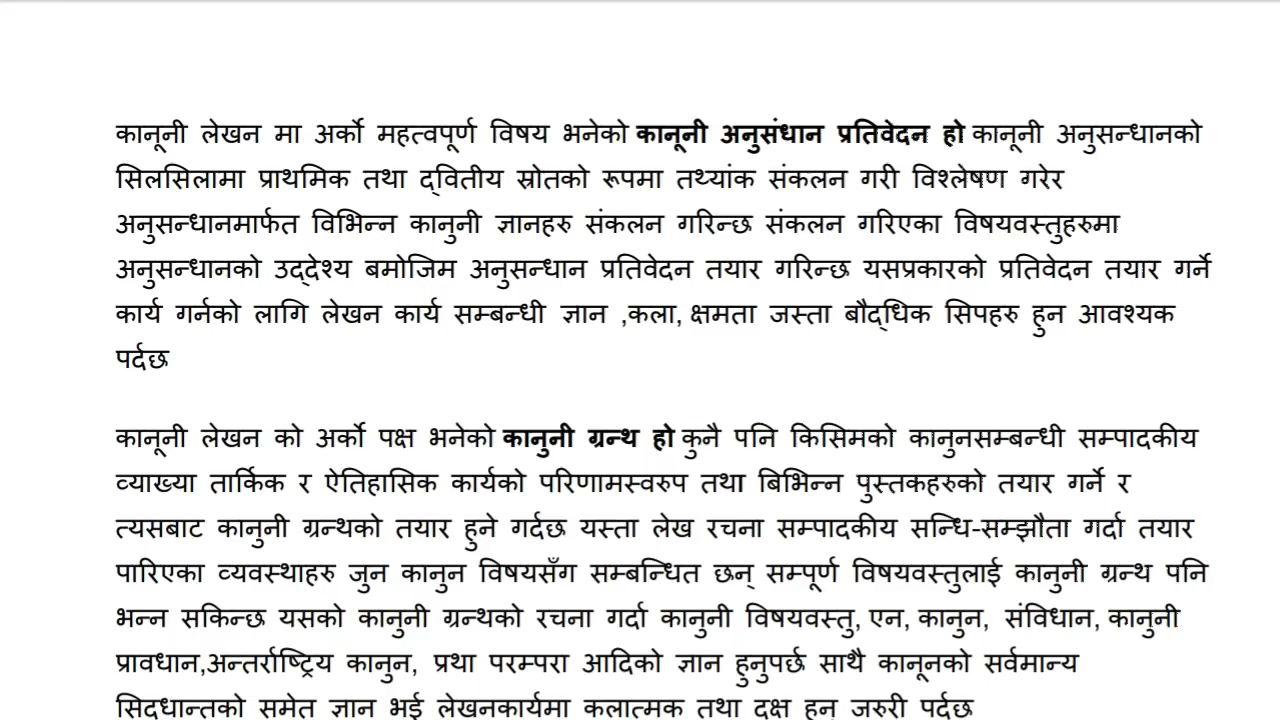 कानूनी लेखन मा अर्को महत्वपूर्ण विषय भनेको कानूनी अनुसंधान प्रतिवेदन हो कानूनी अनुसन्धानको
सिलसिलामा प्राथमिक तथा द्वितीय स्रोतको रूपमा तथ्यांक संकलन गरी विश्लेषण गरेर
अनुसन्धानमार्फत विभिन्न कानुनी ज्ञानहरु संकलन गरिन्छ संकलन गरिएका विषयवस्तुहरुमा
अनुसन्धानको उद्देश्य बमोजिम अनुसन्धान प्रतिवेदन तयार गरिन्छ यसप्रकारको प्रतिवेदन तयार गर्ने
कार्य गर्नको लागि लेखन कार्य सम्बन्धी ज्ञान ,कला, क्षमता जस्ता बौद्धिक सिपहरु हुन आवश्यक
पर्दछ
कानूनी लेखन को अर्को पक्ष भनेको कानुनी ग्रन्थ हो कुनै पनि किसिमको कानुनसम्बन्धी सम्पादकीय
व्याख्या तार्किक र ऐतिहासिक कार्यको परिणामस्वरुप तथा बिभिन्न पुस्तकहरुको तयार गर्ने र
त्यसबाट कानुनी ग्रन्थको तयार हुने गर्दछ यस्ता लेख रचना सम्पादकीय सन्धि-सम्झौता गर्दा तयार
पारिएका व्यवस्थाहरु जुन कानुन विषयसँग सम्बन्धित छन् सम्पूर्ण विषयवस्तुलाई कानुनी ग्रन्थ पनि
भन्न सकिन्छ यसको कानुनी ग्रन्थको रचना गर्दा कानुनी विषयवस्तु, एन, कानुन, संविधान, कानुनी
प्रावधान,अन्तर्राष्ट्रिय कानुन, प्रथा परम्परा आदिको ज्ञान हुनुपर्छ साथै कानूनको सर्वमान्य
सिद्धान्तको समेत ज्ञान भई लेखनकार्यमा कलात्मक तथा दक्ष हुन जरुरी पर्दछ